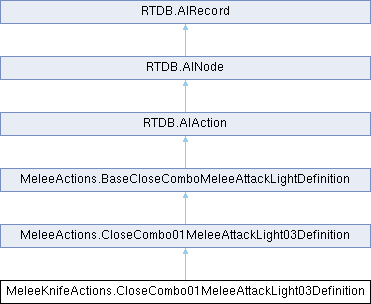 RTDB.AIRecord
RTDB.AINode
RTDB.AIAction
MeleeActions.BaseCloseComboMeleeAttackLightDefinition
MeleeActions.CloseCombo01MeleeAttackLight03Definition
MeleeKnifeActions.CloseCombo01MeleeAttackLight03Definition